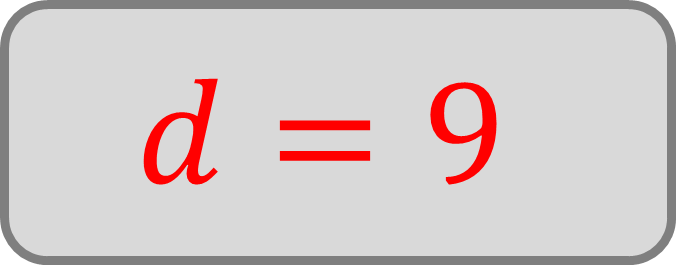 d = 9